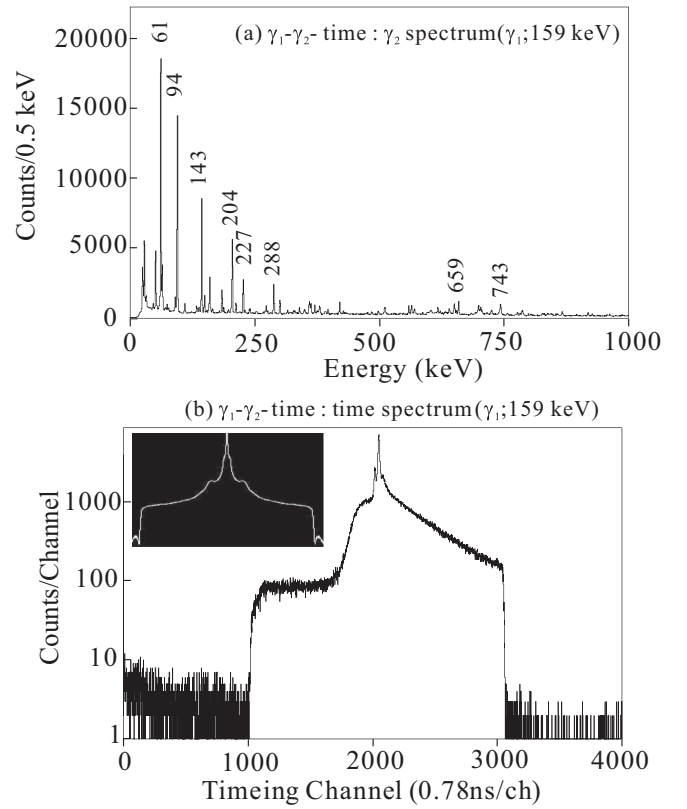 (a) γ₁-γ₂- time : γ₂ spectrum(γ₁;159 keV)
20000
15000
10000
5000
0
Counts/0.5 keV
61
94
143
204
227
288
659
743
0 250 500 750 1000
Energy (keV)
(b) γ₁-γ₂-time : time spectrum(γ₁;159 keV)
1000
100
10
1
Counts/Channel
0 1000 2000 3000 4000
Timeing Channel (0.78ns/ch)